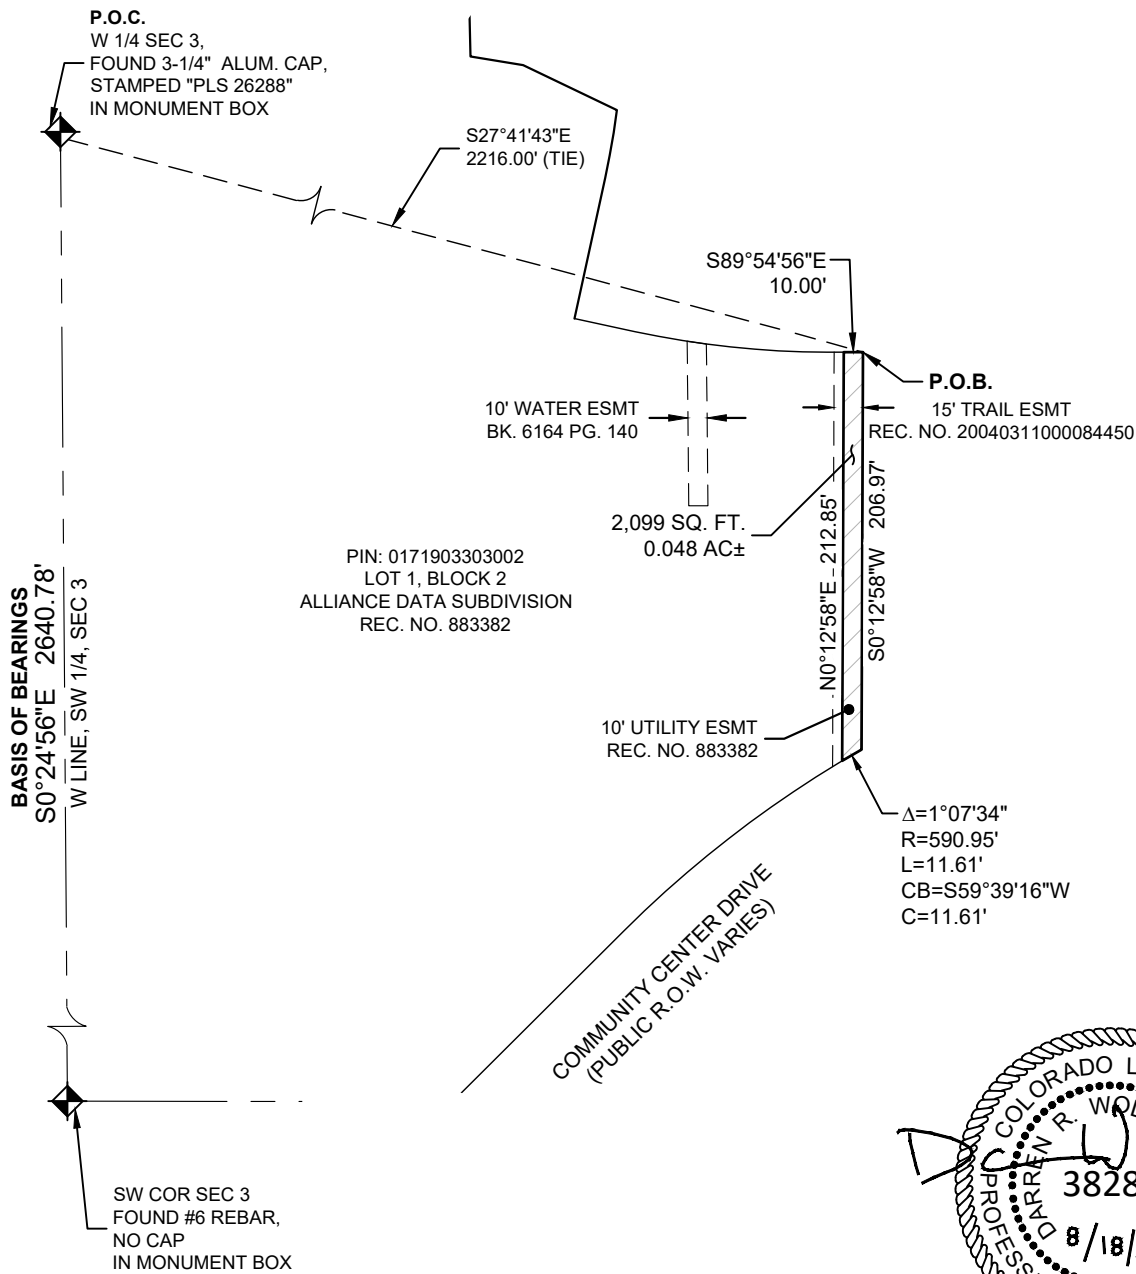 P.O.C.
W 1/4 SEC 3,
FOUND 3-1/4" ALUM. CAP,
STAMPED "PLS 26288"
IN MONUMENT BOX
S27°41'43"E
2216.00' (TIE)
S89°54'56"E
10.00'
P.O.B.
10' WATER ESMT
BK. 6164 PG. 140
15' TRAIL ESMT
REC. NO. 20040311000084450
2,099 SQ. FT.
0.048 AC±
N0°12'58"E 212.85'
S0°12'58"W 206.97'
PIN: 0171903303002
LOT 1, BLOCK 2
ALLIANCE DATA SUBDIVISION
REC. NO. 883382
BASIS OF BEARINGS
S0°24'56"E 2640.78'
W LINE, SW 1/4, SEC 3
10' UTILITY ESMT
REC. NO. 883382
Δ=1°07'34"
R=590.95'
L=11.61'
CB=S59°39'16"W
C=11.61'
COMMUNITY CENTER DRIVE
(PUBLIC R.O.W. VARIES)
SW COR SEC 3
FOUND #6 REBAR,
NO CAP
IN MONUMENT BOX
COLORADO L
DARREN R. WO
3828
8/18/
PROFESS